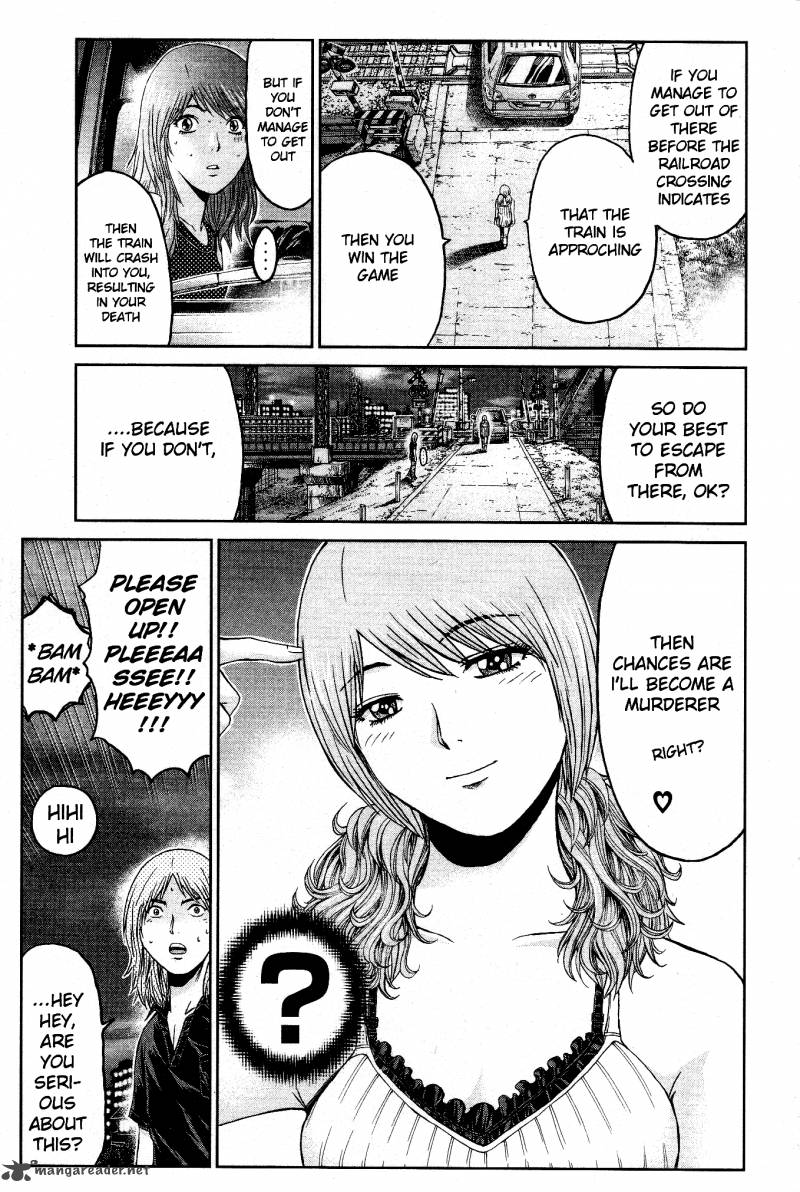 IF YOU
MANAGE TO
GET OUT OF
THERE
BEFORE THE
RAILROAD
CROSSING
INDICATES
THAT THE
TRAIN IS
APPROCHING
THEN YOU
WIN THE
GAME
BUT IF
YOU
DON'T
MANAGE
TO GET
OUT
....
THEN
THE TRAIN
WILL CRASH
INTO YOU,
RESULTING
IN YOUR
DEATH
SO DO
YOUR BEST
TO ESCAPE
FROM
THERE, OK?
....BECAUSE
IF YOU DON'T,
THEN
CHANCES ARE
I'LL BECOME A
MURDERER
RIGHT?
♥
?
PLEASE
OPEN
UP!!
PLEEEAA
SSEE!!
HEEEYYY
!!!
*BAM
BAM*
HIHI
HI
...HEY
HEY,
ARE
YOU
SERI-
OUS
ABOUT
THIS?
mangareader.net